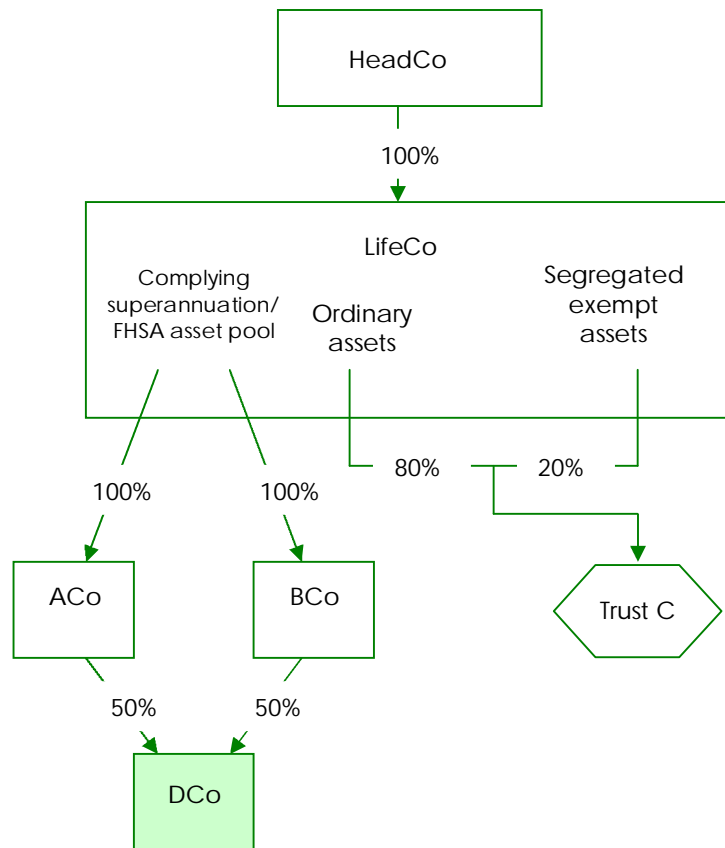 HeadCo
100%
LifeCo
Complying
superannuation/
FHSA asset pool
Ordinary
assets
Segregated
exempt
assets
80%
20%
100%
100%
ACo
BCo
Trust C
50%
50%
DCo